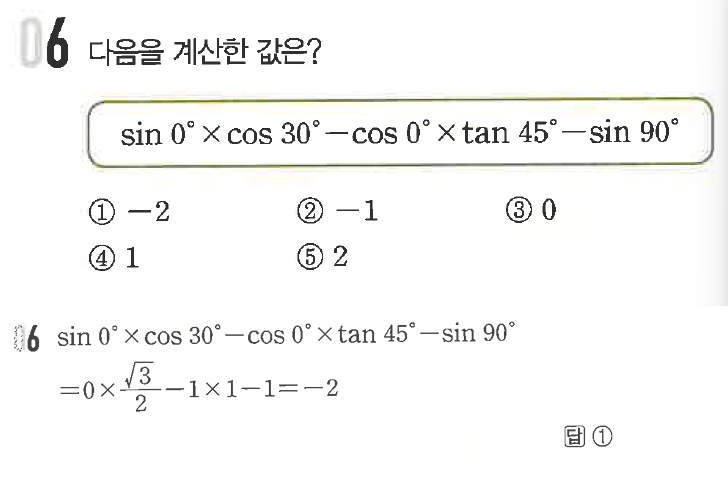 06 다음을 계산한 값은?
sin 0°×cos 30°−cos 0°×tan 45°−sin 90°
① −2 ② −1 ③ 0
④ 1 ⑤ 2
06 sin 0°×cos 30°−cos 0°×tan 45°−sin 90°
=0×√3/2−1×1−1=−2
답 ①